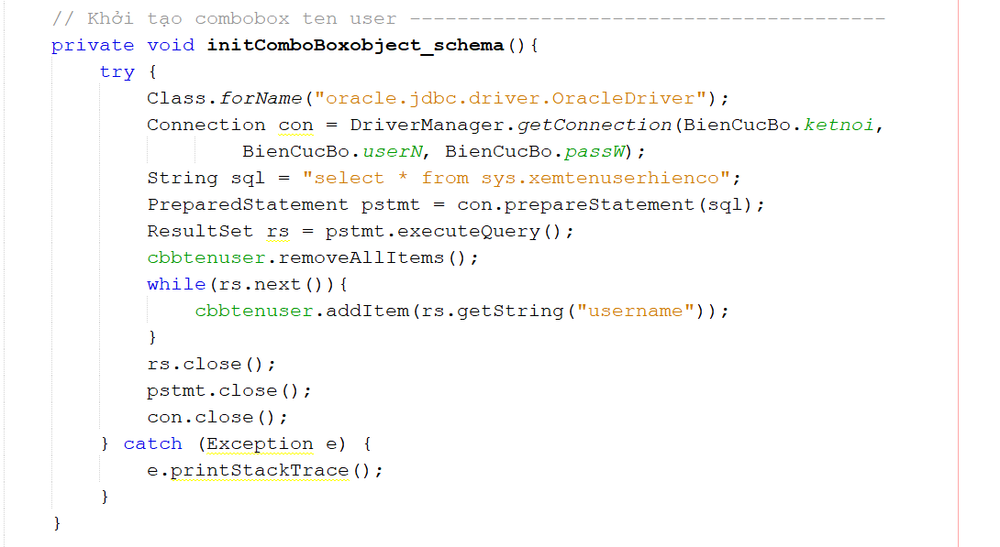 // Khởi tạo combobox ten user ----------------------------------------
private void initComboBoxobject_schema(){
try {
Class.forName("oracle.jdbc.driver.OracleDriver");
Connection con = DriverManager.getConnection(BienCucBo.ketnoi,
BienCucBo.userN, BienCucBo.passW);
String sql = "select * from sys.xemtenuserhienco";
PreparedStatement pstmt = con.prepareStatement(sql);
ResultSet rs = pstmt.executeQuery();
cbbtenuser.removeAllItems();
while(rs.next()){
cbbtenuser.addItem(rs.getString("username"));
}
rs.close();
pstmt.close();
con.close();
} catch (Exception e) {
e.printStackTrace();
}
}